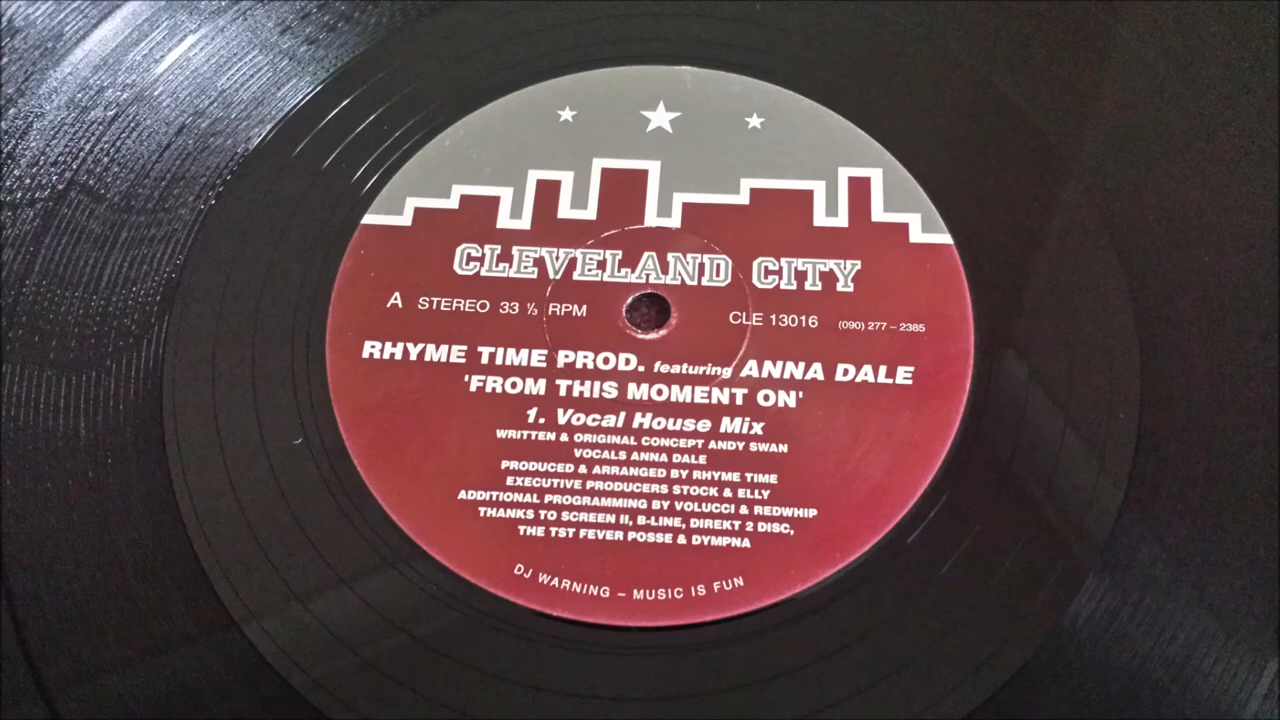 CLEVELAND CITY
A STEREO 33 ⅓ RPM CLE 13016 (090) 277 – 2385
RHYME TIME PROD. featuring ANNA DALE
'FROM THIS MOMENT ON'
1. Vocal House Mix
WRITTEN & ORIGINAL CONCEPT ANDY SWAN
VOCALS ANNA DALE
PRODUCED & ARRANGED BY RHYME TIME
EXECUTIVE PRODUCERS STOCK & ELLY
ADDITIONAL PROGRAMMING BY VOLUCCI & REDWHIP
THANKS TO SCREEN II, B-LINE, DIREKT 2 DISC,
THE TST FEVER POSSE & DYMPNA
DJ WARNING – MUSIC IS FUN